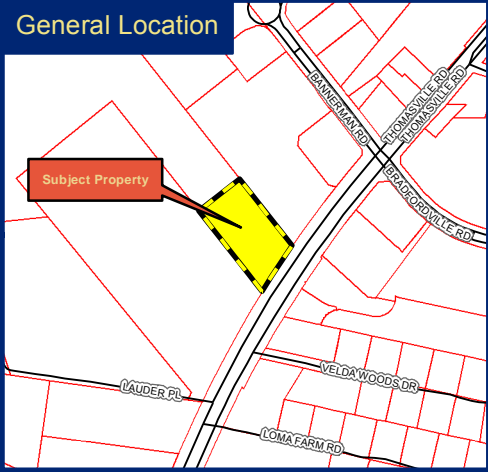 General Location
BANNERMAN RD
THOMASVILLE RD
THOMASVILLE RD
BRADFORDVILLE RD
Subject Property
VELDA WOODS DR
LAUDER PL
LOMA FARM RD